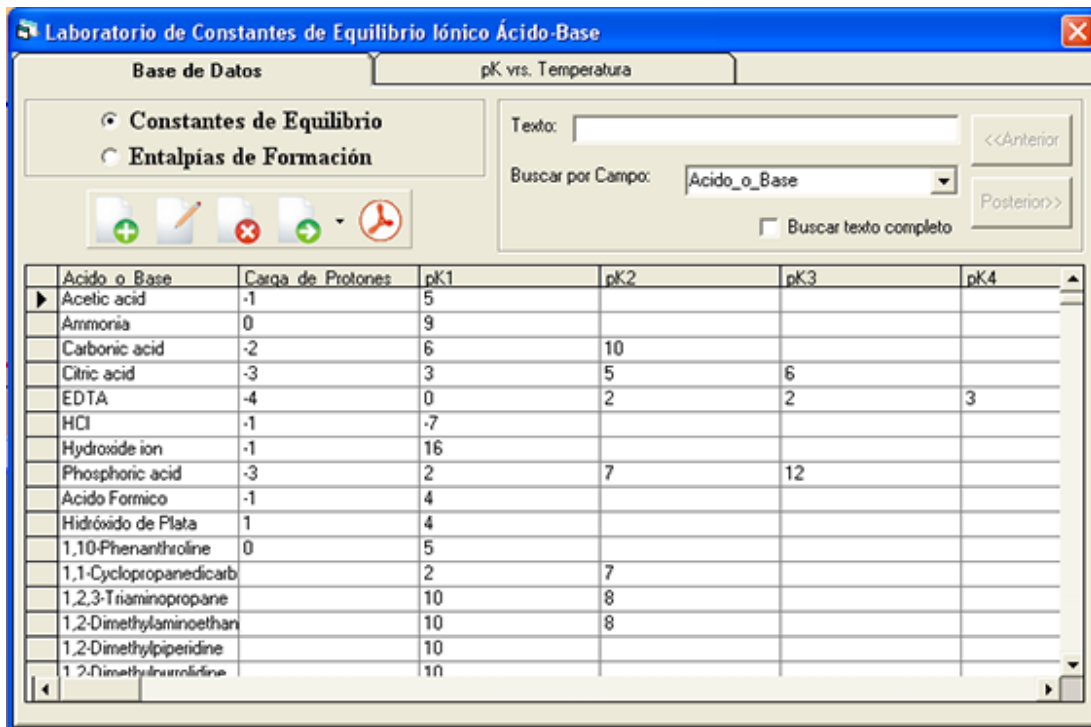 Laboratorio de Constantes de Equilibrio Iónico Ácido-Base
Base de Datos
pK vrs. Temperatura
Constantes de Equilibrio
Entalpías de Formación
Texto:
<<Anterior
Buscar por Campo:
Acido_o_Base
Posterior>>
Buscar texto completo
Acido_o_Base Carga_de_Protones pK1 pK2 pK3 pK4
Acetic acid -1 5
Ammonia 0 9
Carbonic acid -2 6 10
Citric acid -3 3 5 6
EDTA -4 0 2 2 3
HCl -1 -7
Hydroxide ion -1 16
Phosphoric acid -3 2 7 12
Acido Formico -1 4
Hidróxido de Plata 1 4
1,10-Phenanthroline 0 5
1,1-Cyclopropanedicarb 2 7
1,2,3-Triaminopropane 10 8
1,2-Dimethylaminoethan 10 8
1,2-Dimethylpiperidine 10
1,2-Dimethylpyrrolidine 10